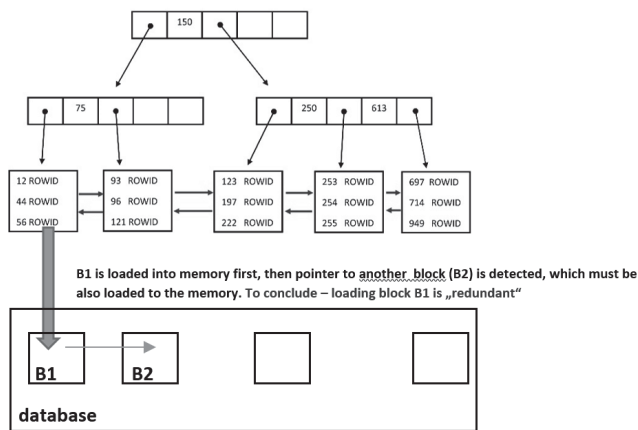 150
75
250 613
12 ROWID 93 ROWID 123 ROWID 253 ROWID 697 ROWID
44 ROWID 96 ROWID 197 ROWID 254 ROWID 714 ROWID
56 ROWID 121 ROWID 222 ROWID 255 ROWID 949 ROWID
B1 is loaded into memory first, then pointer to another block (B2) is detected, which must be
also loaded to the memory. To conclude – loading block B1 is „redundant“
B1 B2
database